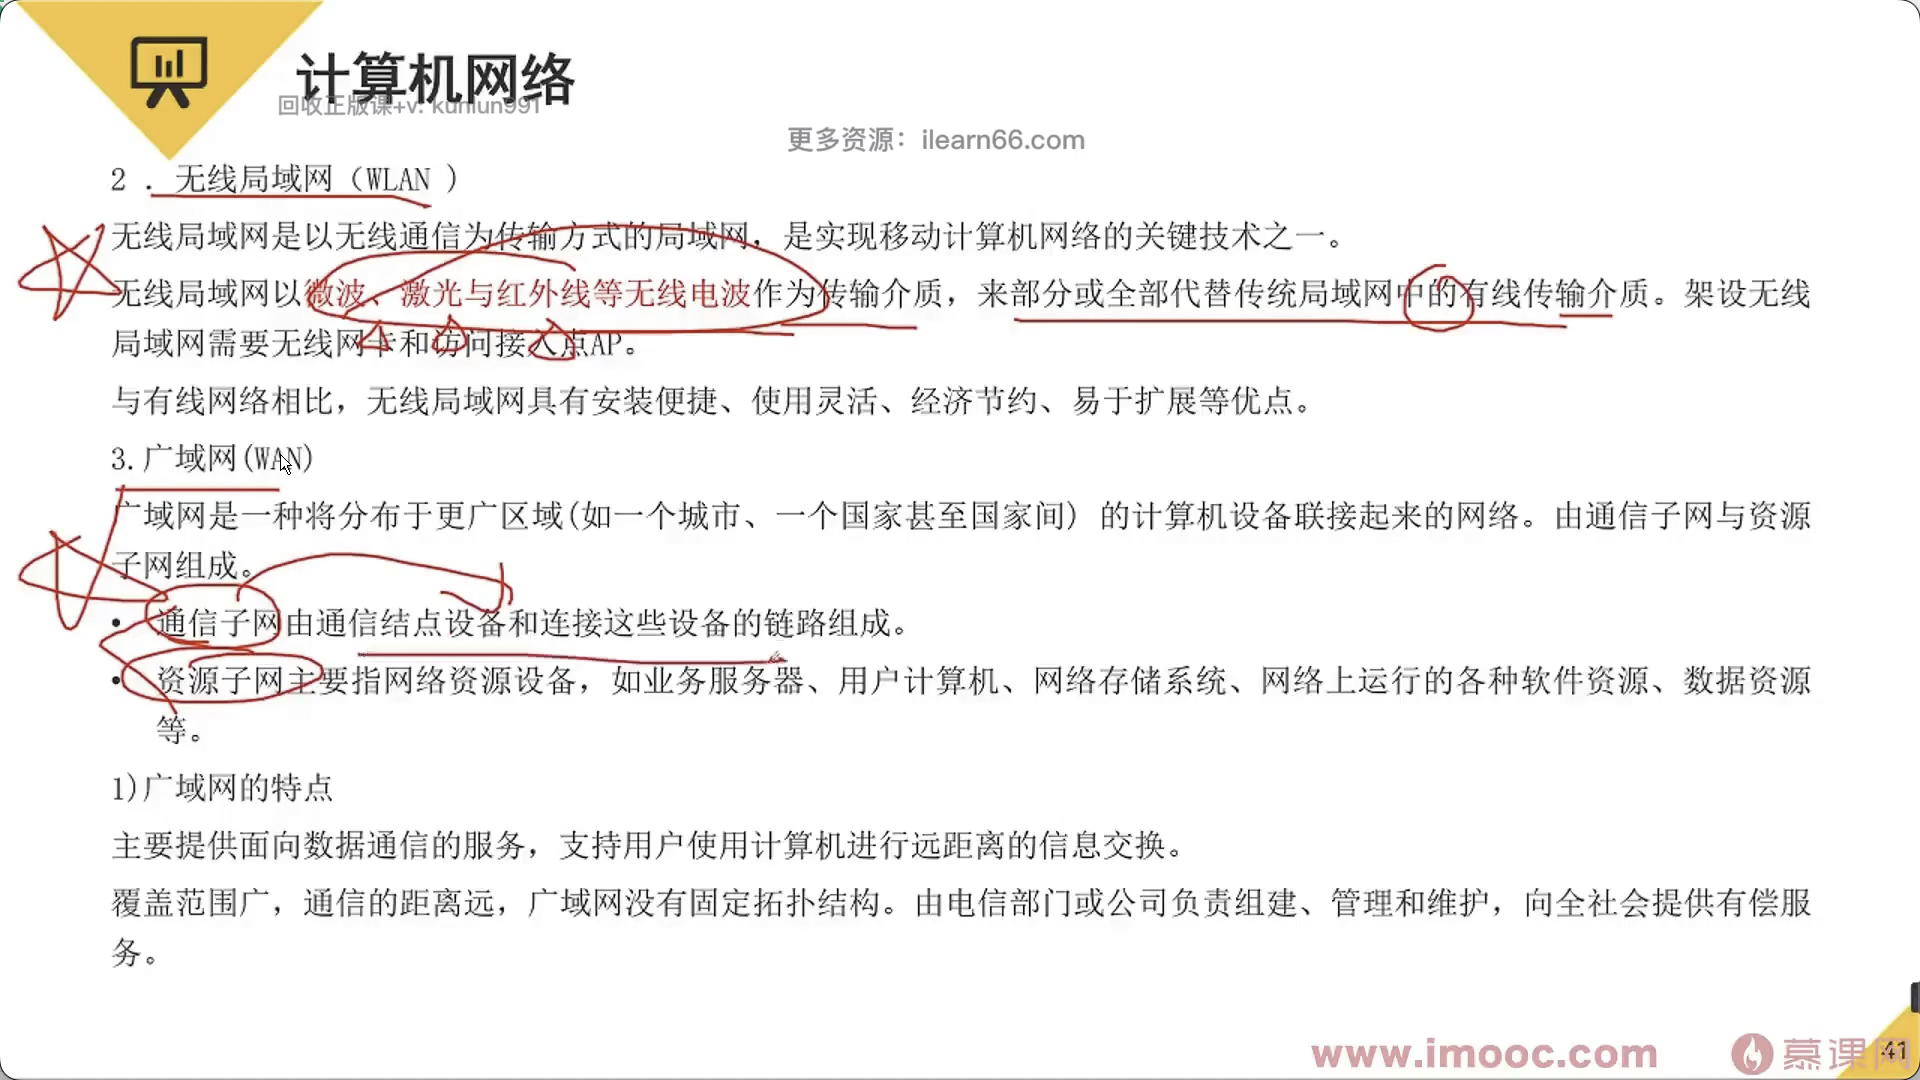 计算机网络
回收正版课+v: kunlun991
更多资源：ilearn66.com
2 . 无线局域网（WLAN ）
无线局域网是以无线通信为传输方式的局域网，是实现移动计算机网络的关键技术之一。
无线局域网以微波、激光与红外线等无线电波作为传输介质，来部分或全部代替传统局域网中的有线传输介质。架设无线
局域网需要无线网卡和访问接入点AP。
与有线网络相比，无线局域网具有安装便捷、使用灵活、经济节约、易于扩展等优点。
3.广域网(WAN)
广域网是一种将分布于更广区域(如一个城市、一个国家甚至国家间) 的计算机设备联接起来的网络。由通信子网与资源
子网组成。
• 通信子网由通信结点设备和连接这些设备的链路组成。
• 资源子网主要指网络资源设备，如业务服务器、用户计算机、网络存储系统、网络上运行的各种软件资源、数据资源
等。
1)广域网的特点
主要提供面向数据通信的服务，支持用户使用计算机进行远距离的信息交换。
覆盖范围广，通信的距离远，广域网没有固定拓扑结构。由电信部门或公司负责组建、管理和维护，向全社会提供有偿服
务。
www.imooc.com
慕课网
41